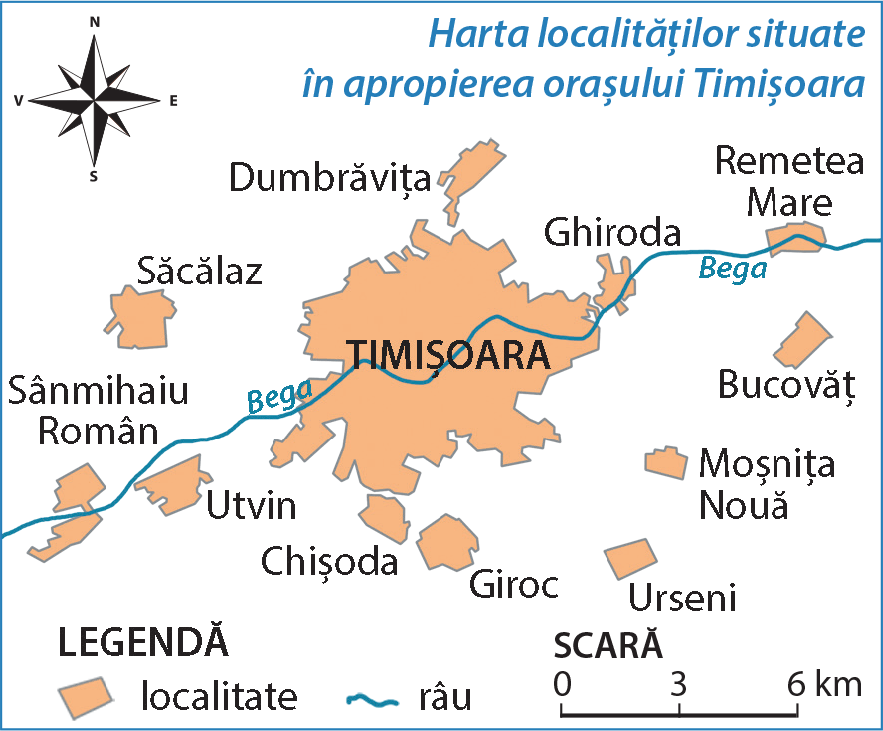 Harta localităților situate
în apropierea orașului Timișoara
N
V
E
S
Dumbrăvița
Remetea
Mare
Ghiroda
Bega
Săcălaz
TIMIȘOARA
Bucovăț
Sânmihaiu
Român
Bega
Moșnița
Nouă
Utvin
Chișoda
Giroc
Urseni
LEGENDĂ
localitate
râu
SCARĂ
0 3 6 km